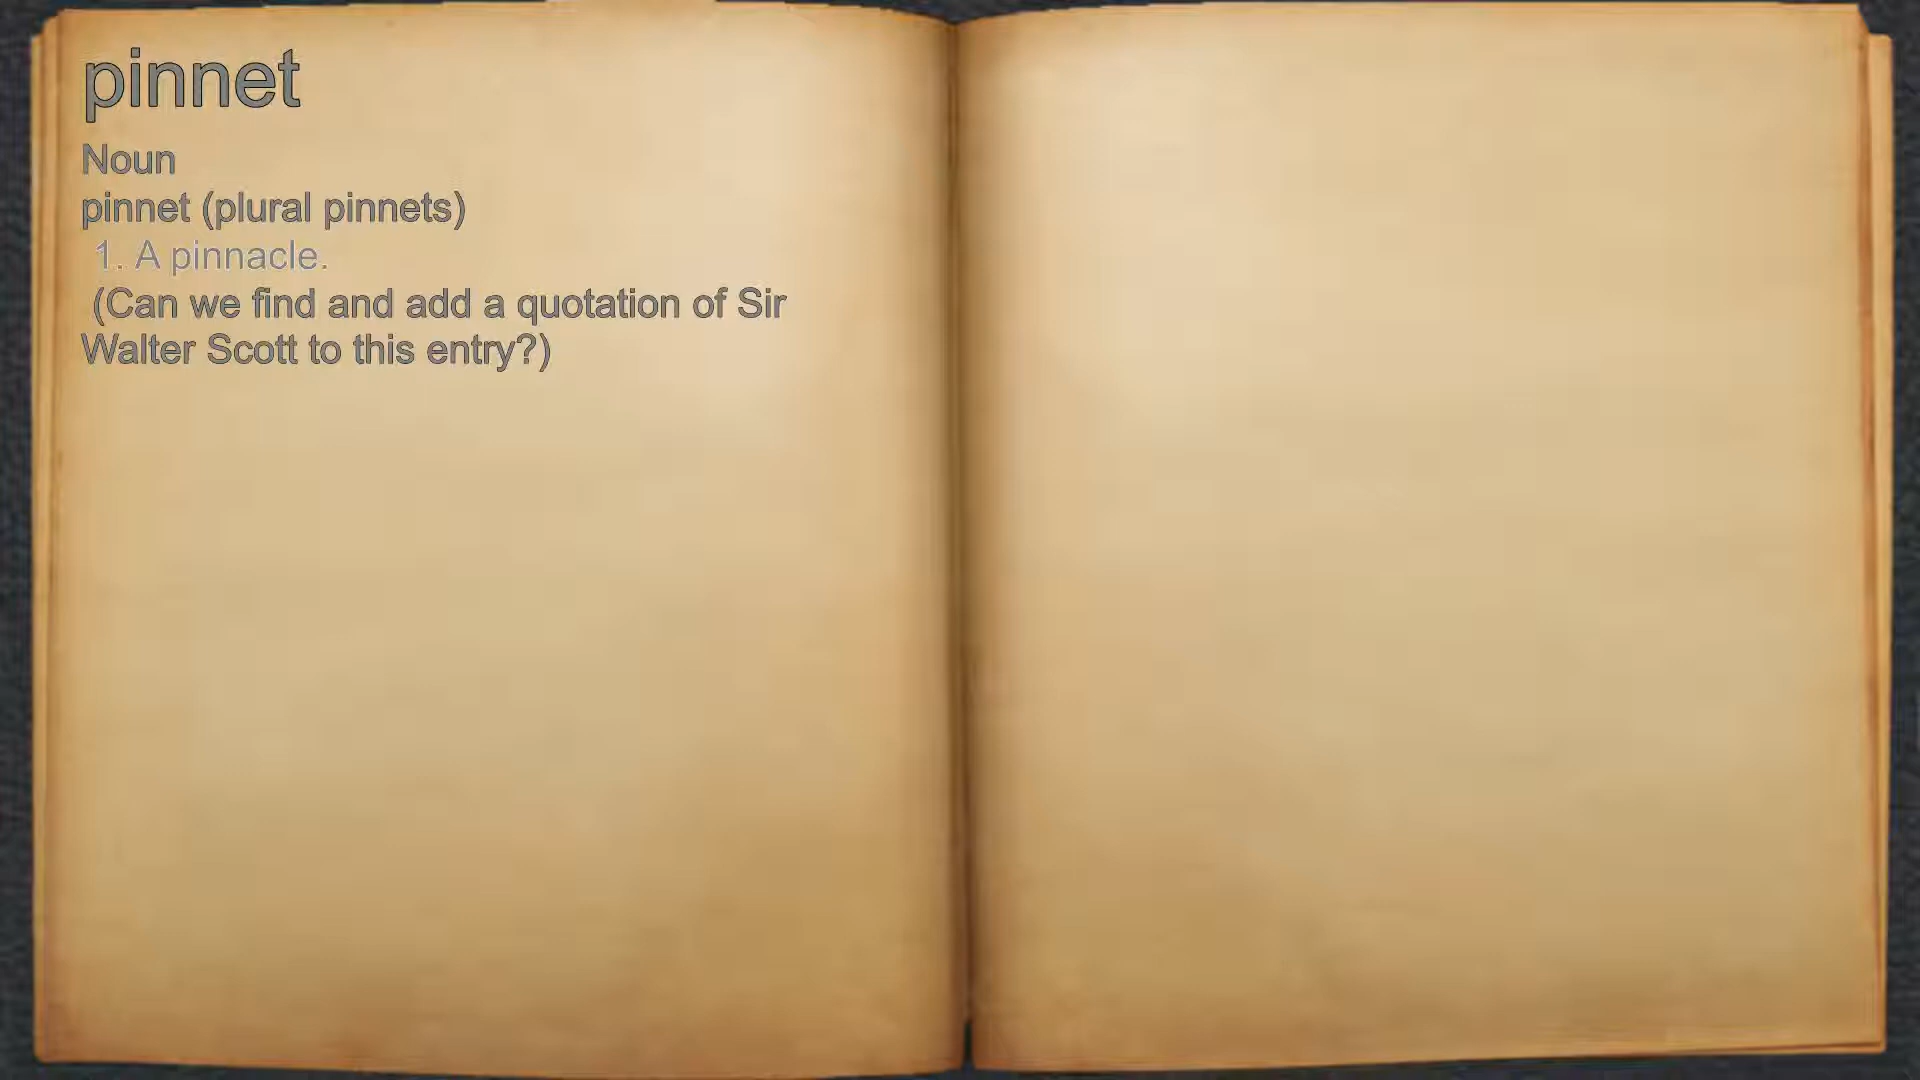 pinnet
Noun
pinnet (plural pinnets)
1. A pinnacle.
(Can we find and add a quotation of Sir
Walter Scott to this entry?)